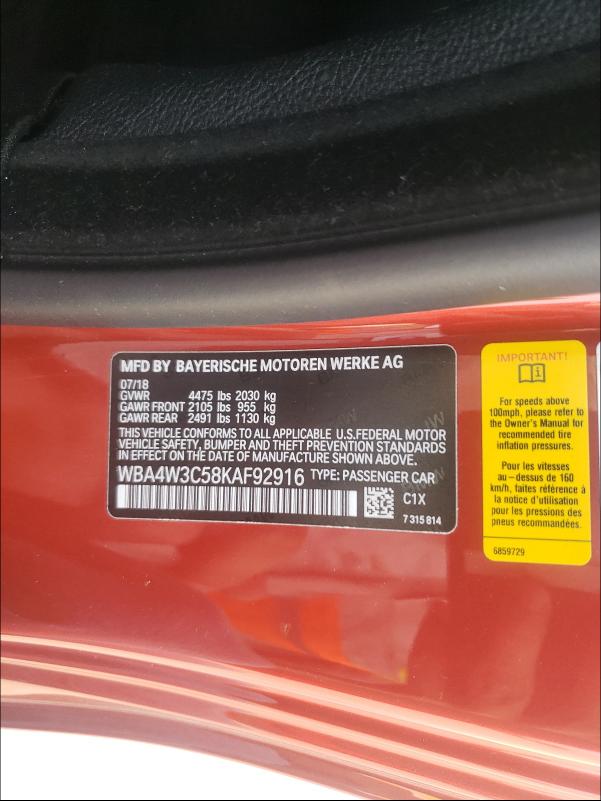 MFD BY BAYERISCHE MOTOREN WERKE AG
07/18
GVWR 4475 lbs 2030 kg
GAWR FRONT 2105 lbs 955 kg
GAWR REAR 2491 lbs 1130 kg
THIS VEHICLE CONFORMS TO ALL APPLICABLE U.S.FEDERAL MOTOR
VEHICLE SAFETY, BUMPER AND THEFT PREVENTION STANDARDS
IN EFFECT ON THE DATE OF MANUFACTURE SHOWN ABOVE.
WBA4W3C58KAF92916 TYPE: PASSENGER CAR
C1X
7 315 814
IMPORTANT!
For speeds above
100mph, please refer to
the Owner's Manual for
recommended tire
inflation pressures.
Pour les vitesses
au-dessus de 160
km/h, faites référence à
la notice d'utilisation
pour les pressions des
pneus recommandées.
6859729